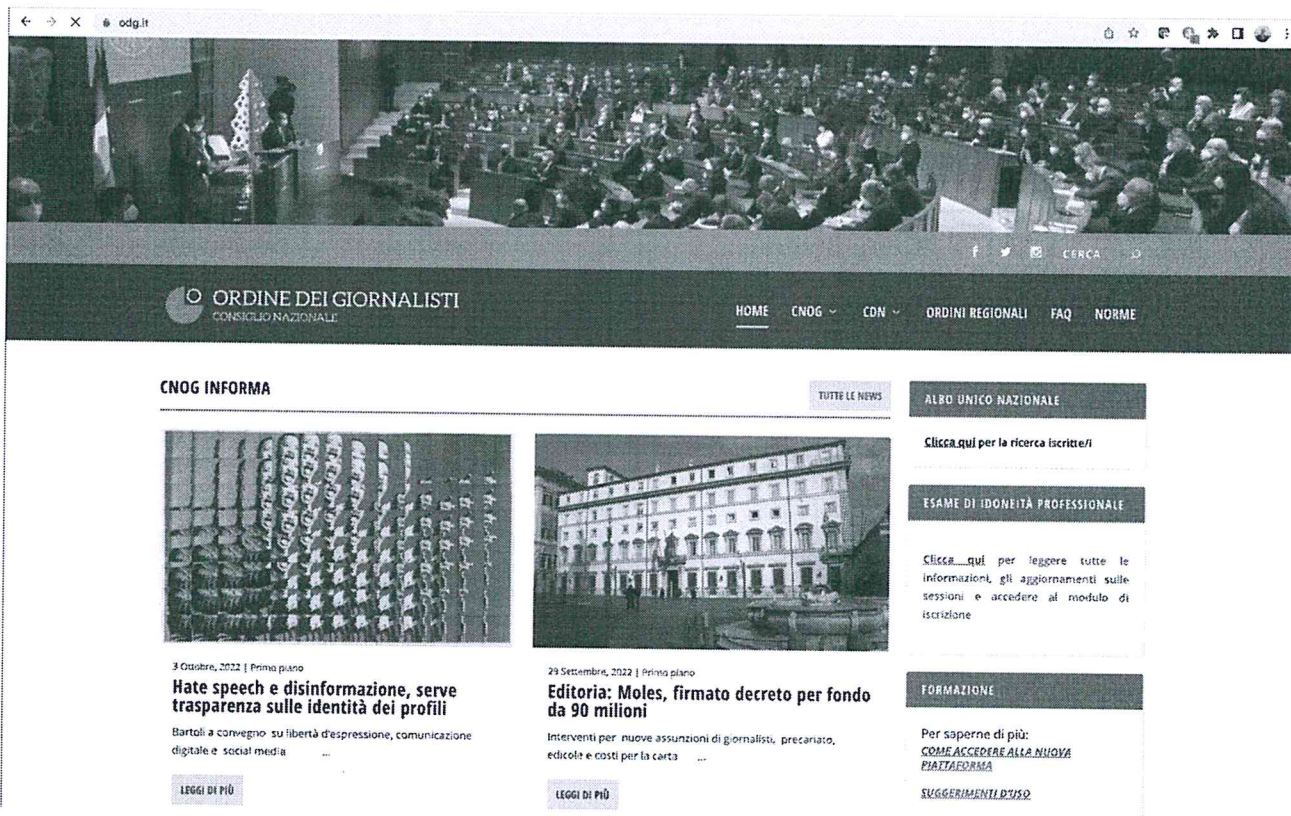 odg.it
CERCA
ORDINE DEI GIORNALISTI
CONSIGLIO NAZIONALE
HOME CNOG CDN ORDINI REGIONALI FAQ NORME
CNOG INFORMA
TUTTE LE NEWS
3 Ottobre, 2022 | Primo piano
Hate speech e disinformazione, serve
trasparenza sulle identità dei profili
Bartoli a convegno su libertà d'espressione, comunicazione
digitale e social media ...
LEGGI DI PIÙ
29 Settembre, 2022 | Primo piano
Editoria: Moles, firmato decreto per fondo
da 90 milioni
Interventi per nuove assunzioni di giornalisti, precariato,
edicole e costi per la carta ...
LEGGI DI PIÙ
ALBO UNICO NAZIONALE
Clicca qui per la ricerca iscritte/i
ESAME DI IDONEITÀ PROFESSIONALE
Clicca qui per leggere tutte le
informazioni, gli aggiornamenti sulle
sessioni e accedere al modulo di
iscrizione
FORMAZIONE
Per saperne di più:
COME ACCEDERE ALLA NUOVA
PIATTAFORMA
SUGGERIMENTI D'USO